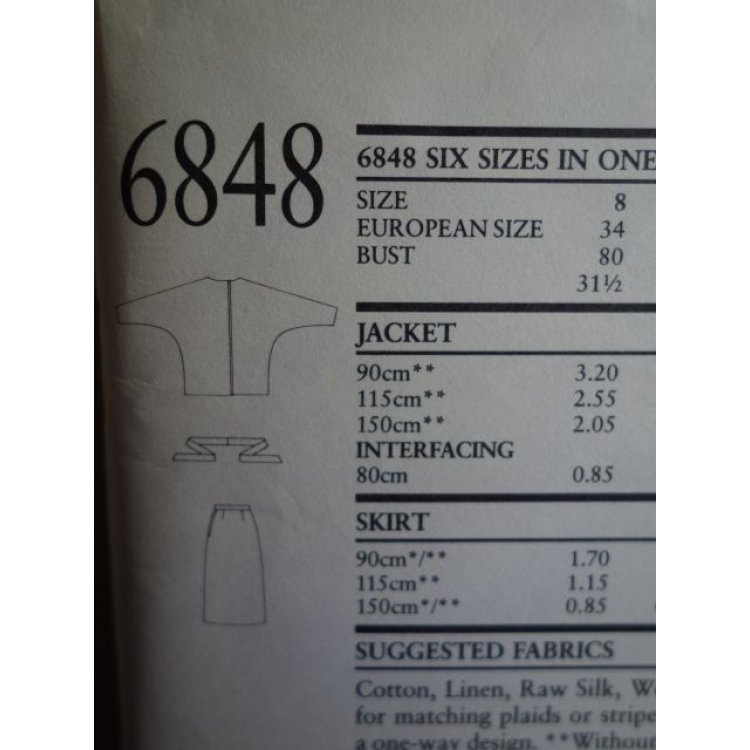 6848
6848 SIX SIZES IN ONE
SIZE 8
EUROPEAN SIZE 34
BUST 80
31½
JACKET
90cm** 3.20
115cm** 2.55
150cm** 2.05
INTERFACING
80cm 0.85
SKIRT
90cm*/** 1.70
115cm** 1.15
150cm*/** 0.85
SUGGESTED FABRICS
Cotton, Linen, Raw Silk,
for matching plaids or stripe
a one-way design. **Without